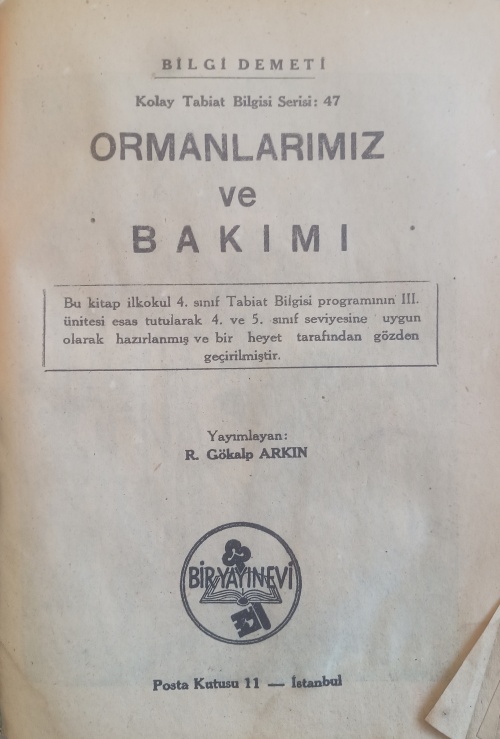 BİLGİ DEMETİ
Kolay Tabiat Bilgisi Serisi: 47
ORMANLARIMIZ
ve
BAKIMI
Bu kitap ilkokul 4. sınıf Tabiat Bilgisi programının III.
ünitesi esas tutularak 4. ve 5. sınıf seviyesine uygun
olarak hazırlanmış ve bir heyet tarafından gözden
geçirilmiştir.
Yayımlayan:
R. Gökalp ARKIN
BİR YAYINEVİ
Posta Kutusu 11 — İstanbul